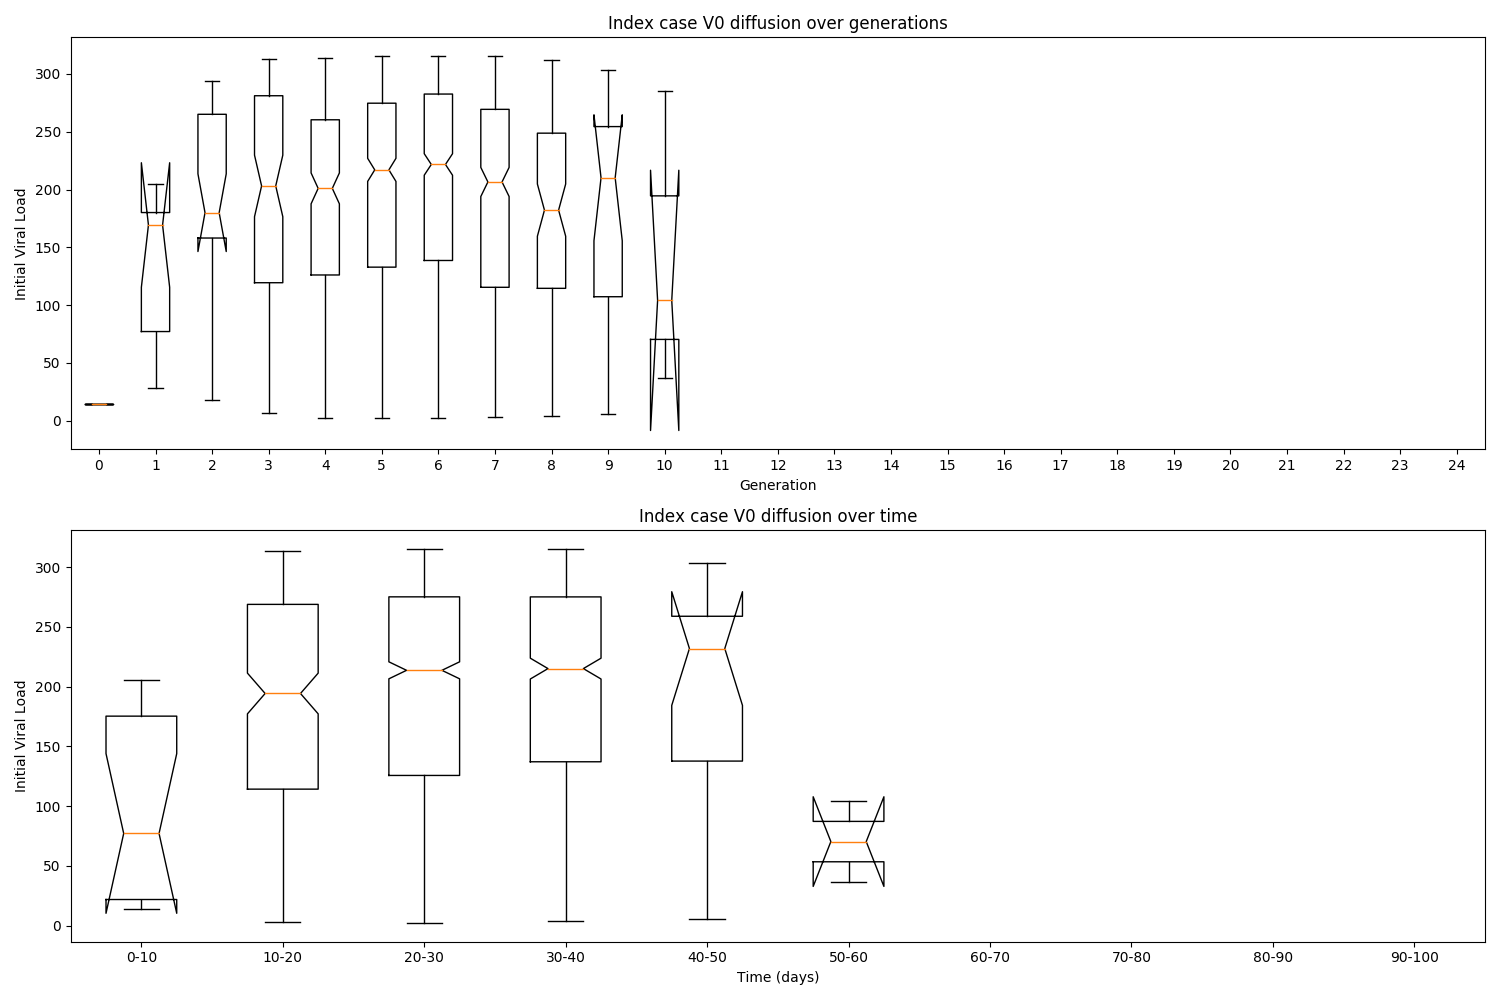 Index case V0 diffusion over generations
Initial Viral Load
300
250
200
150
100
50
0
0 1 2 3 4 5 6 7 8 9 10 11 12 13 14 15 16 17 18 19 20 21 22 23 24
Generation
Index case V0 diffusion over time
Initial Viral Load
300
250
200
150
100
50
0
0-10 10-20 20-30 30-40 40-50 50-60 60-70 70-80 80-90 90-100
Time (days)